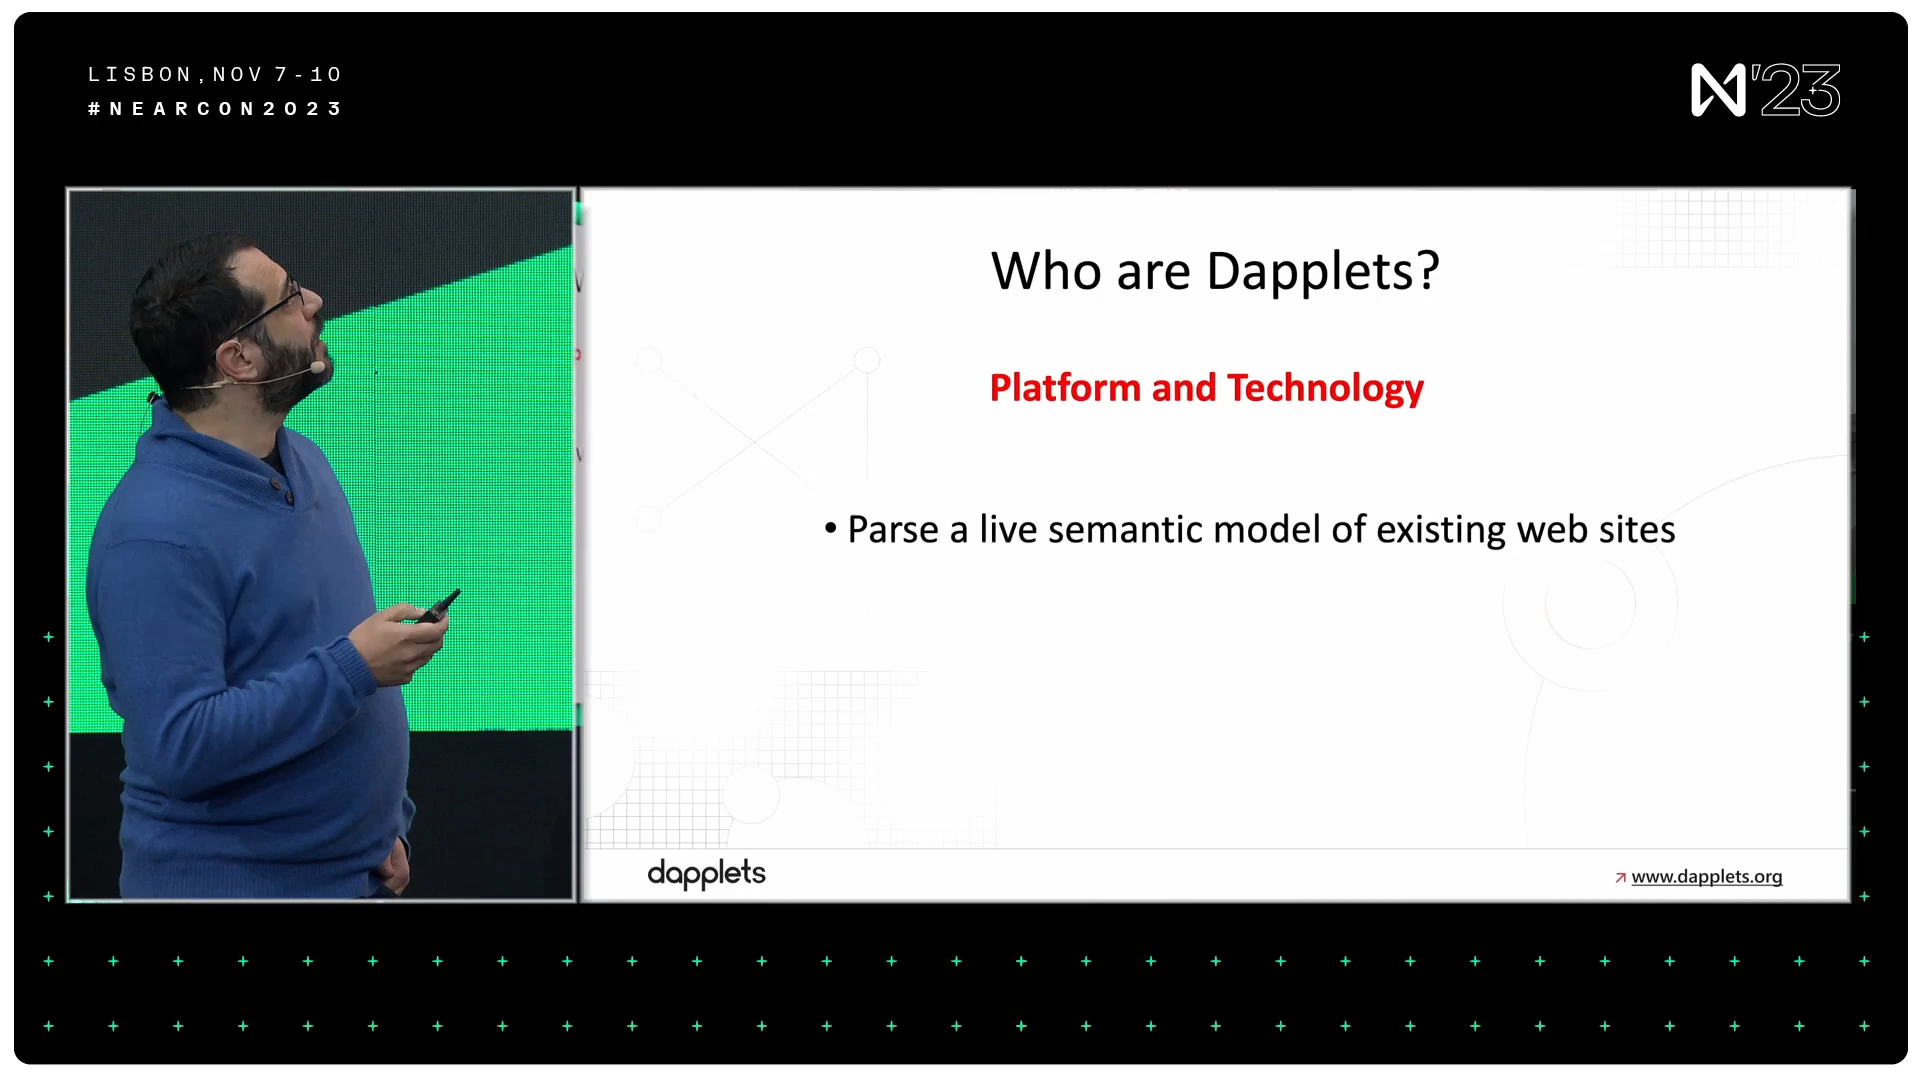 LISBON, NOV 7-10
#NEARCON2023
N'23
Who are Dapplets?
Platform and Technology
• Parse a live semantic model of existing web sites
dapplets
www.dapplets.org